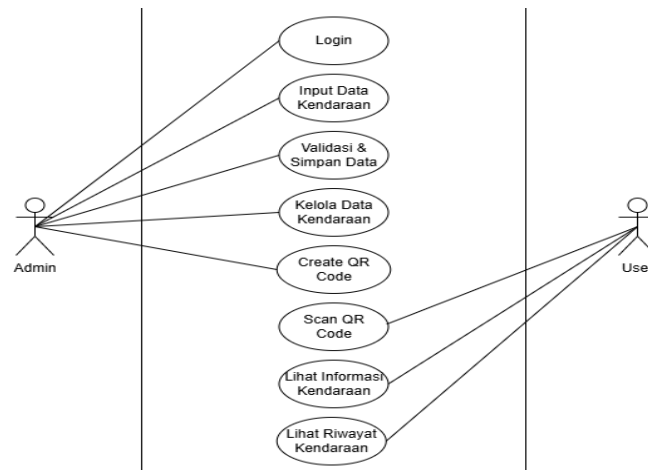 Login
Input Data
Kendaraan
Validasi &
Simpan Data
Kelola Data
Kendaraan
Admin
Create QR
Code
User
Scan QR
Code
Lihat Informasi
Kendaraan
Lihat Riwayat
Kendaraan